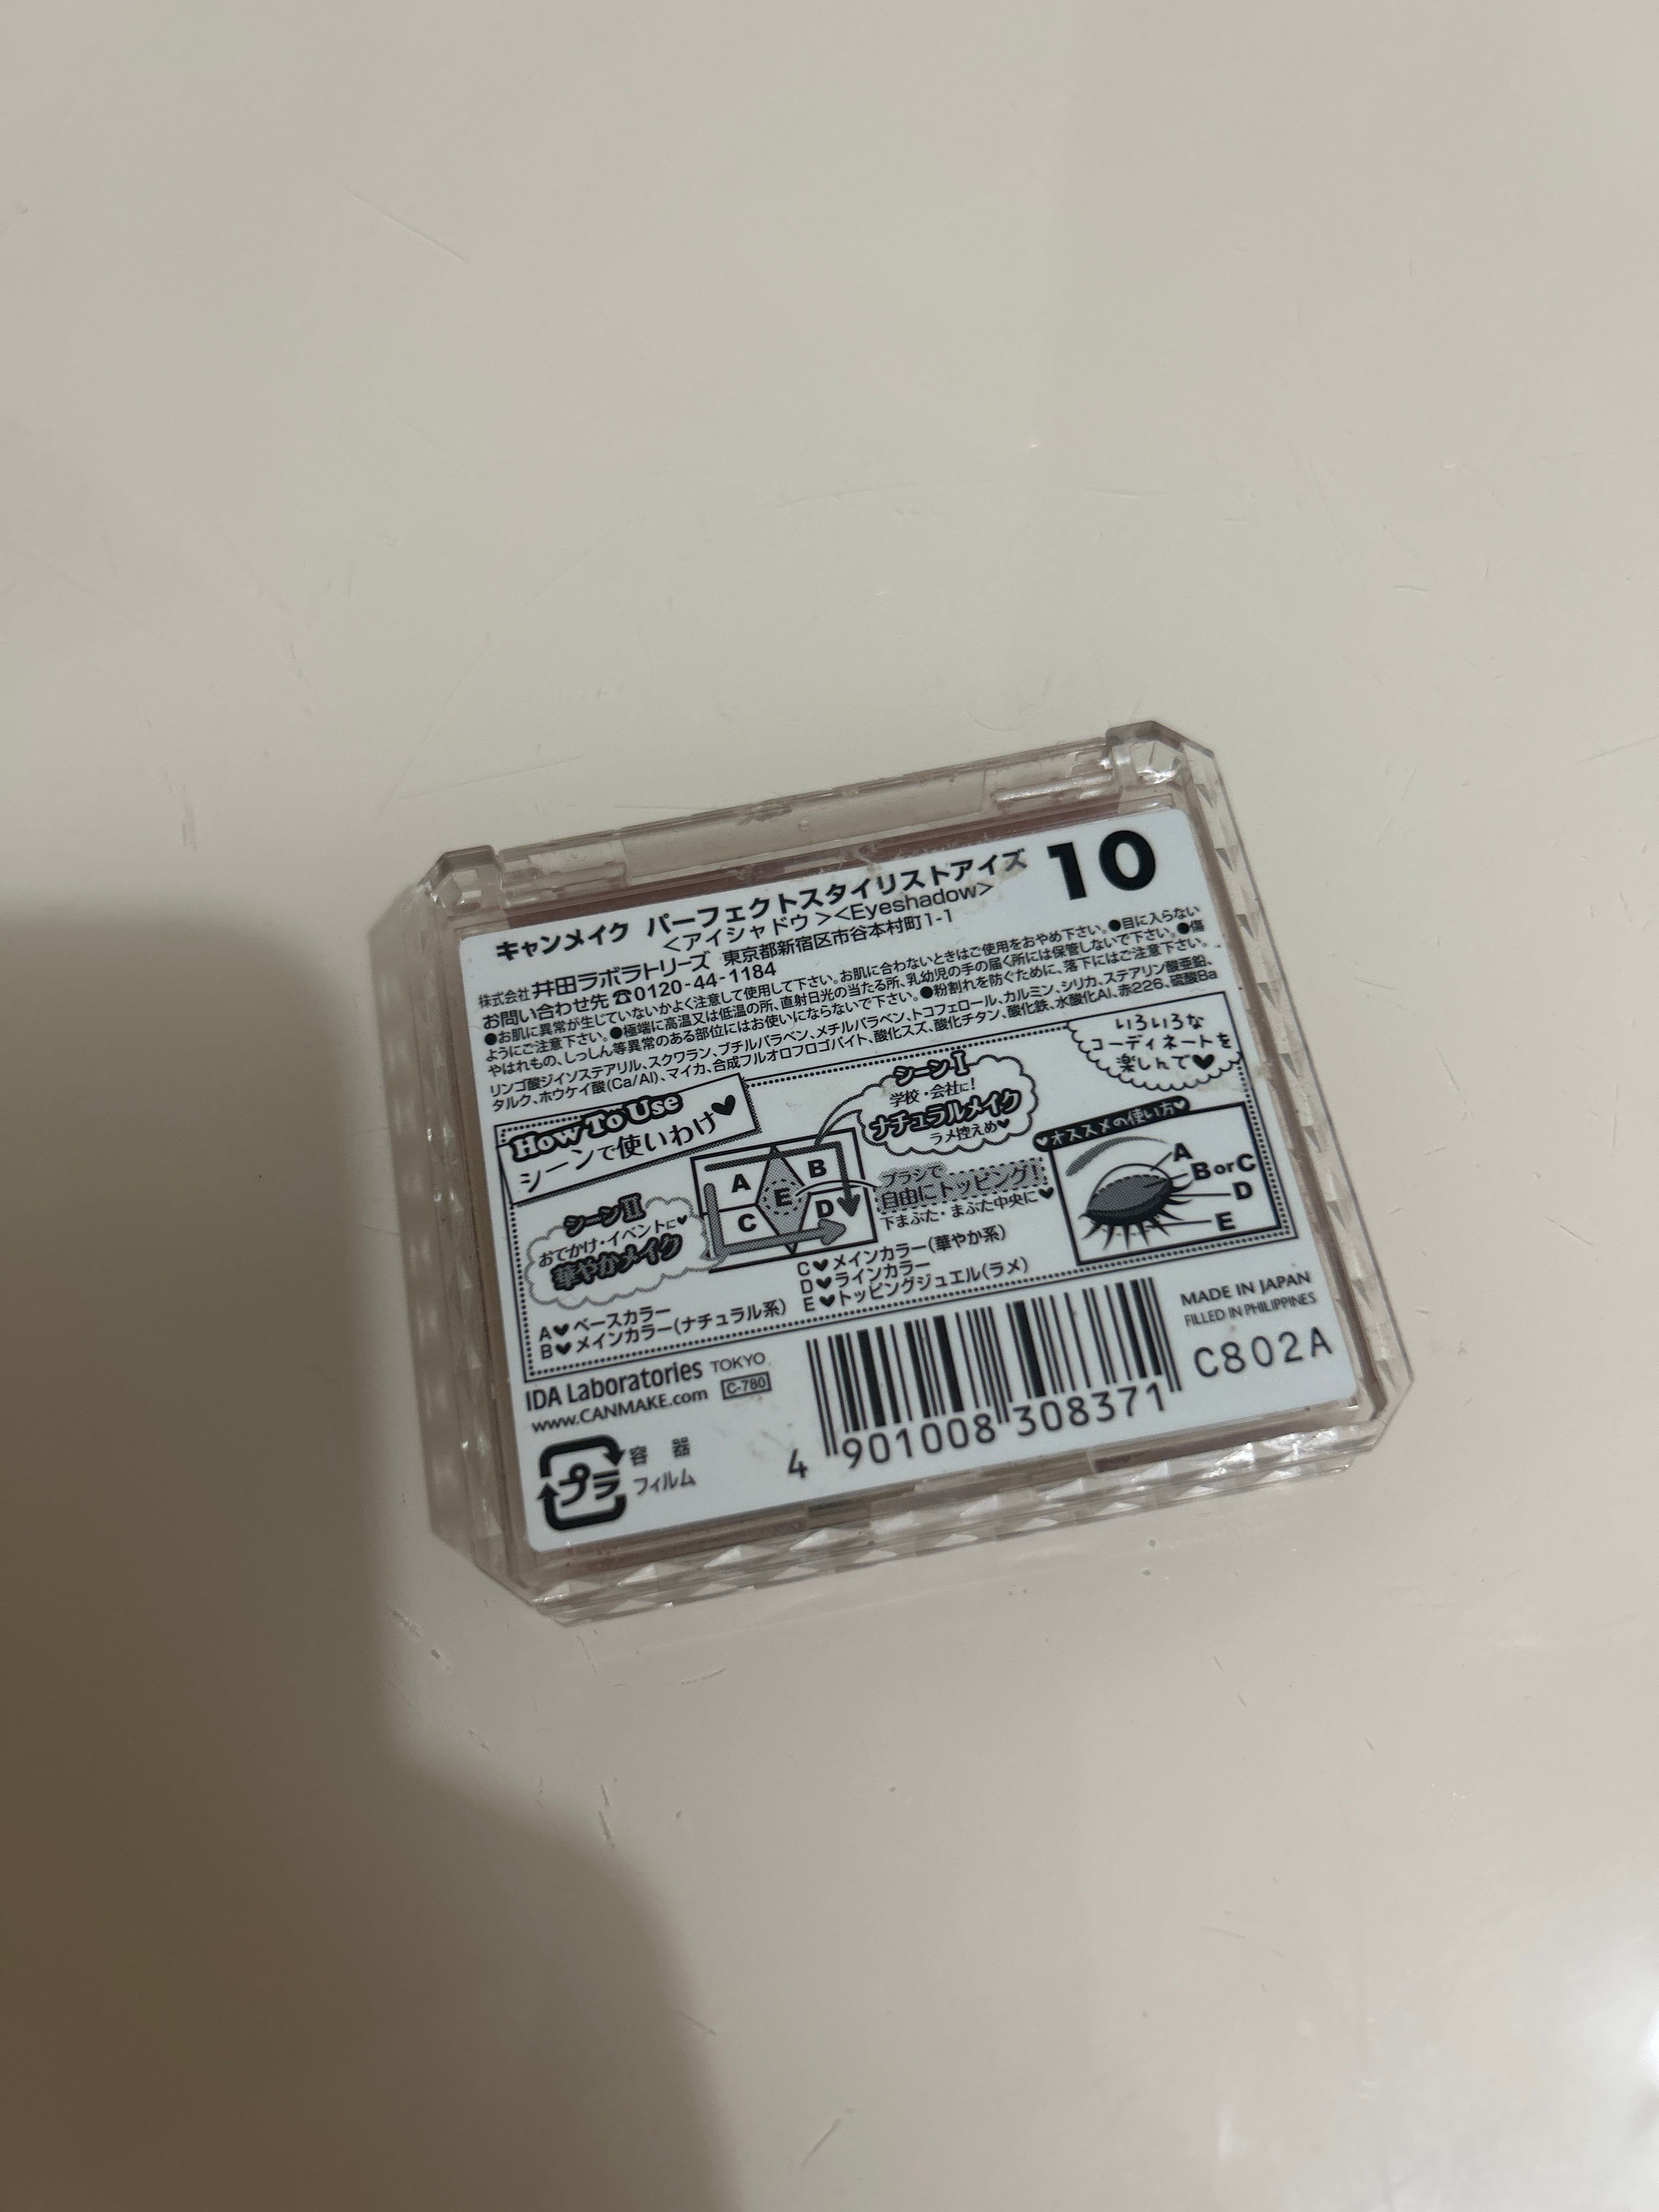 キャンメイク パーフェクトスタイリストアイズ 10
<アイシャドウ><Eyeshadow>
株式会社 井田ラボラトリーズ 東京都新宿区市谷本村町1-1
お問い合わせ先 ☎0120-44-1184
●お肌に異常が生じていないかよく注意して使用して下さい。お肌に合わないときはご使用をおやめ下さい。●目に入らない
ようにご注意下さい。●極端に高温又は低温の所、直射日光の当たる所、乳幼児の手の届く所には保管しないで下さい。●傷
やはれもの、しっしん等異常のある部位にはお使いにならないで下さい。●粉割れを防ぐために、落下にはご注意下さい。
リンゴ酸ジイソステアリル、スクワラン、ブチルパラベン、メチルパラベン、トコフェロール、カルミン、シリカ、ステアリン酸亜鉛、
タルク、ホウケイ酸(Ca/Al)、マイカ、合成フルオロフロゴパイト、酸化スズ、酸化チタン、酸化鉄、水酸化Al、赤226、硫酸Ba
How To Use
シーンで使いわけ♥
シーンⅠ
学校・会社に!
ナチュラルメイク
ラメ控えめ♥
いろいろな
コーディネートを
楽しんで♥
シーンⅡ
おでかけ・イベントに♥
華やかメイク
A
B
E
C
D
ブラシで
自由にトッピング!
下まぶた・まぶた中央に♥
♥オススメの使い方♥
A
B or C
D
E
A♥ベースカラー
B♥メインカラー(ナチュラル系)
C♥メインカラー(華やか系)
D♥ラインカラー
E♥トッピングジュエル(ラメ)
IDA Laboratories TOKYO
www.CANMAKE.com C-780
プラ
容器
フィルム
4 901008 308371
MADE IN JAPAN
FILLED IN PHILIPPINES
C802A